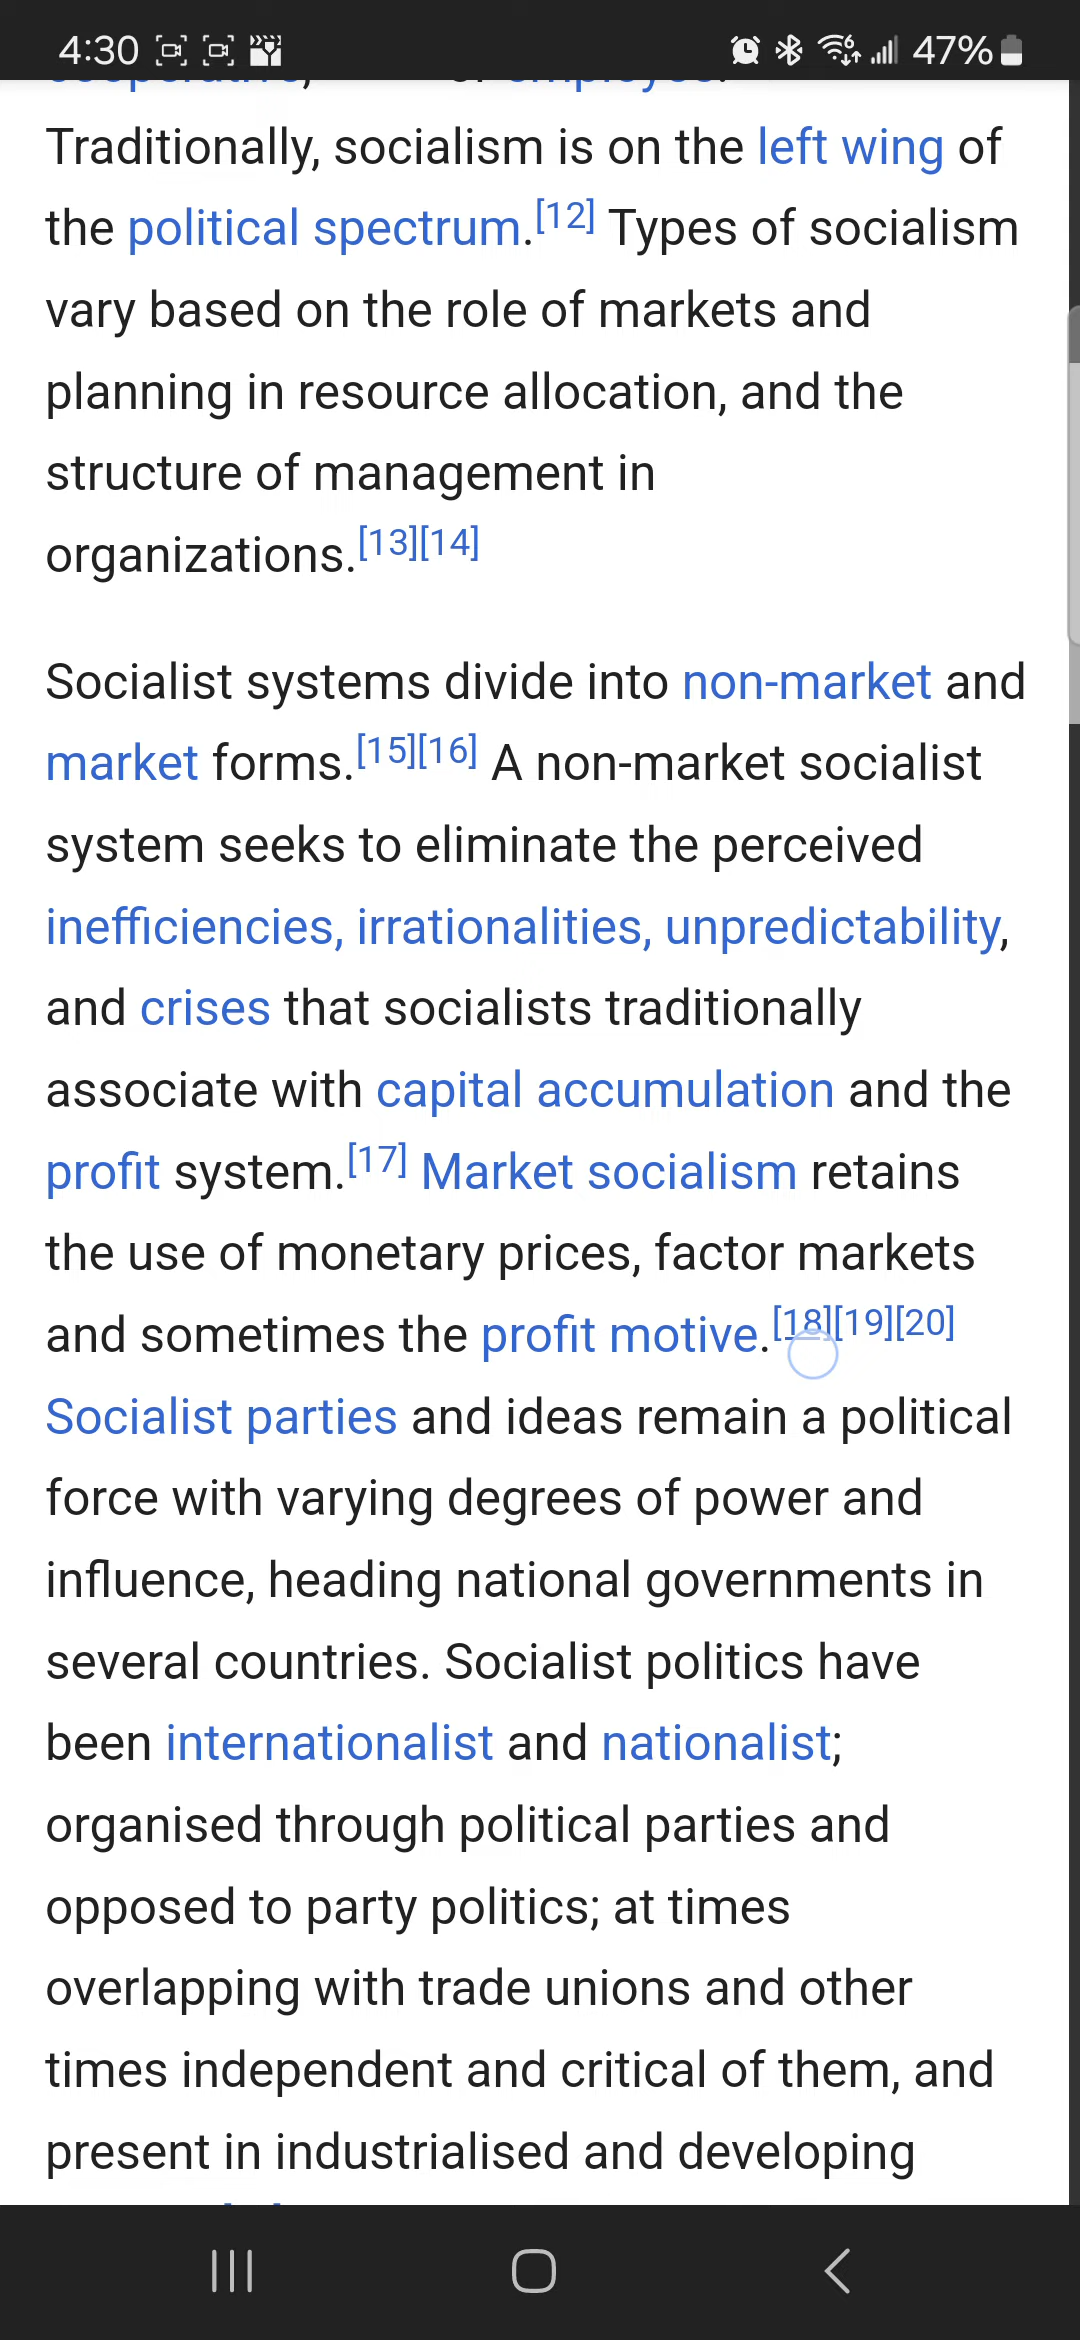 4:30
47%
Traditionally, socialism is on the left wing of
the political spectrum.[12] Types of socialism
vary based on the role of markets and
planning in resource allocation, and the
structure of management in
organizations.[13][14]
Socialist systems divide into non-market and
market forms.[15][16] A non-market socialist
system seeks to eliminate the perceived
inefficiencies, irrationalities, unpredictability,
and crises that socialists traditionally
associate with capital accumulation and the
profit system.[17] Market socialism retains
the use of monetary prices, factor markets
and sometimes the profit motive.[18][19][20]
Socialist parties and ideas remain a political
force with varying degrees of power and
influence, heading national governments in
several countries. Socialist politics have
been internationalist and nationalist;
organised through political parties and
opposed to party politics; at times
overlapping with trade unions and other
times independent and critical of them, and
present in industrialised and developing